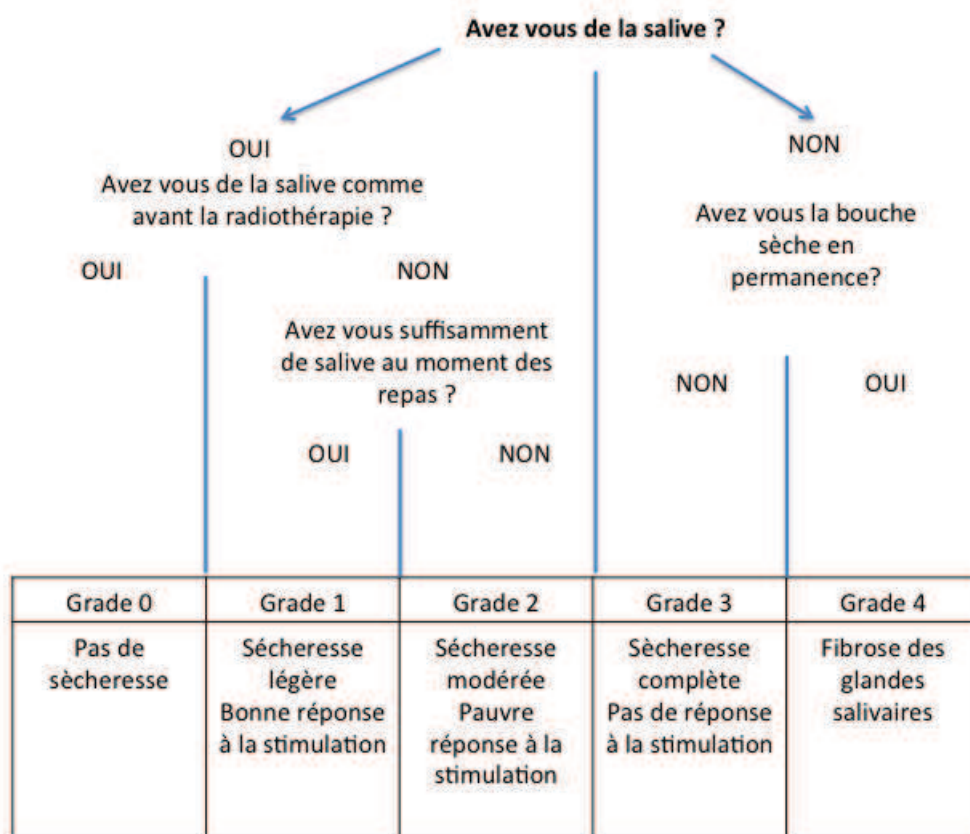 Avez vous de la salive ?
OUI
Avez vous de la salive comme
avant la radiothérapie ?
OUI
NON
Avez vous suffisamment
de salive au moment des
repas ?
OUI
NON
NON
Avez vous la bouche
sèche en
permanence?
NON
OUI
Grade 0
Grade 1
Grade 2
Grade 3
Grade 4
Pas de
sècheresse
Sécheresse
légère
Bonne réponse
à la stimulation
Sécheresse
modérée
Pauvre
réponse à la
stimulation
Sècheresse
complète
Pas de réponse
à la stimulation
Fibrose des
glandes
salivaires